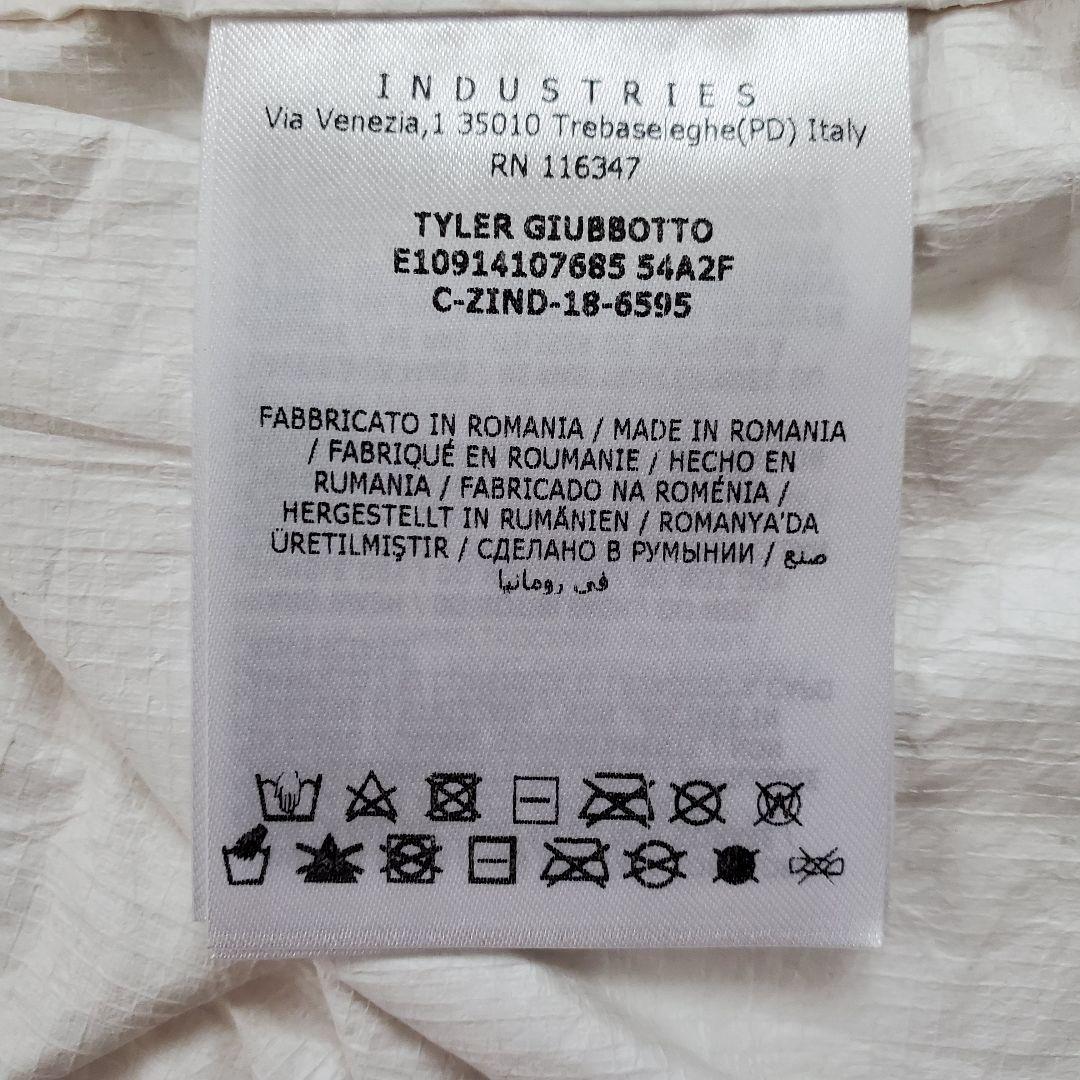 INDUSTRIES
Via Venezia,1 35010 Trebaseleghe(PD) Italy
RN 116347
TYLER GIUBBOTTO
E10914107685 54A2F
C-ZIND-18-6595
FABBRICATO IN ROMANIA / MADE IN ROMANIA
/ FABRIQUÉ EN ROUMANIE / HECHO EN
RUMANIA / FABRICADO NA ROMÉNIA /
HERGESTELLT IN RUMÄNIEN / ROMANYA'DA
ÜRETILMIŞTIR / СДЕЛАНО В РУМЫНИИ / صنع
في رومانيا
W